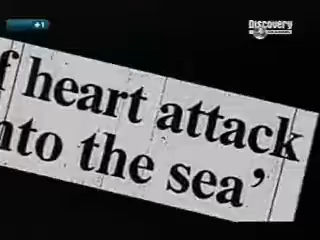 +1
Discovery
f heart attack
nto the sea’